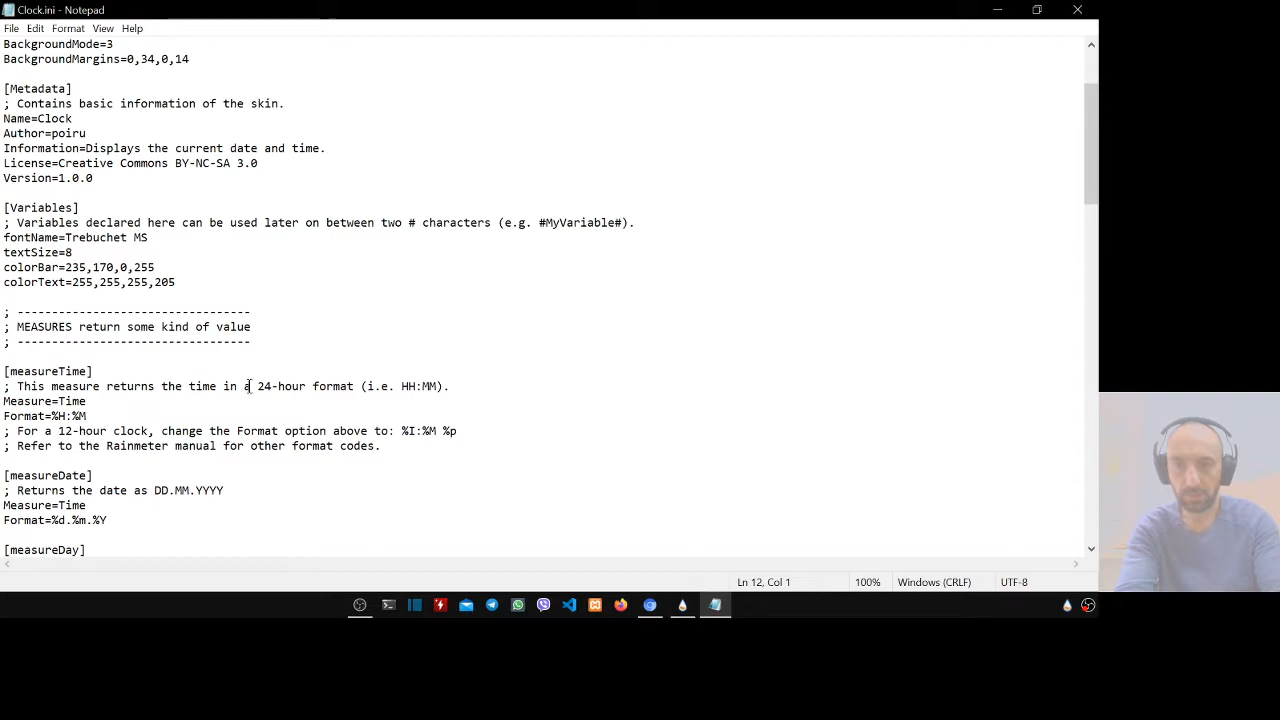 Clock.ini - Notepad
File Edit Format View Help
BackgroundMode=3
BackgroundMargins=0,34,0,14
[Metadata]
; Contains basic information of the skin.
Name=Clock
Author=poiru
Information=Displays the current date and time.
License=Creative Commons BY-NC-SA 3.0
Version=1.0.0
[Variables]
; Variables declared here can be used later on between two # characters (e.g. #MyVariable#).
fontName=Trebuchet MS
textSize=8
colorBar=235,170,0,255
colorText=255,255,255,205
; ----------------------------------
; MEASURES return some kind of value
; ----------------------------------
[measureTime]
; This measure returns the time in a 24-hour format (i.e. HH:MM).
Measure=Time
Format=%H:%M
; For a 12-hour clock, change the Format option above to: %I:%M %p
; Refer to the Rainmeter manual for other format codes.
[measureDate]
; Returns the date as DD.MM.YYYY
Measure=Time
Format=%d.%m.%Y
[measureDay]
Ln 12, Col 1 100% Windows (CRLF) UTF-8